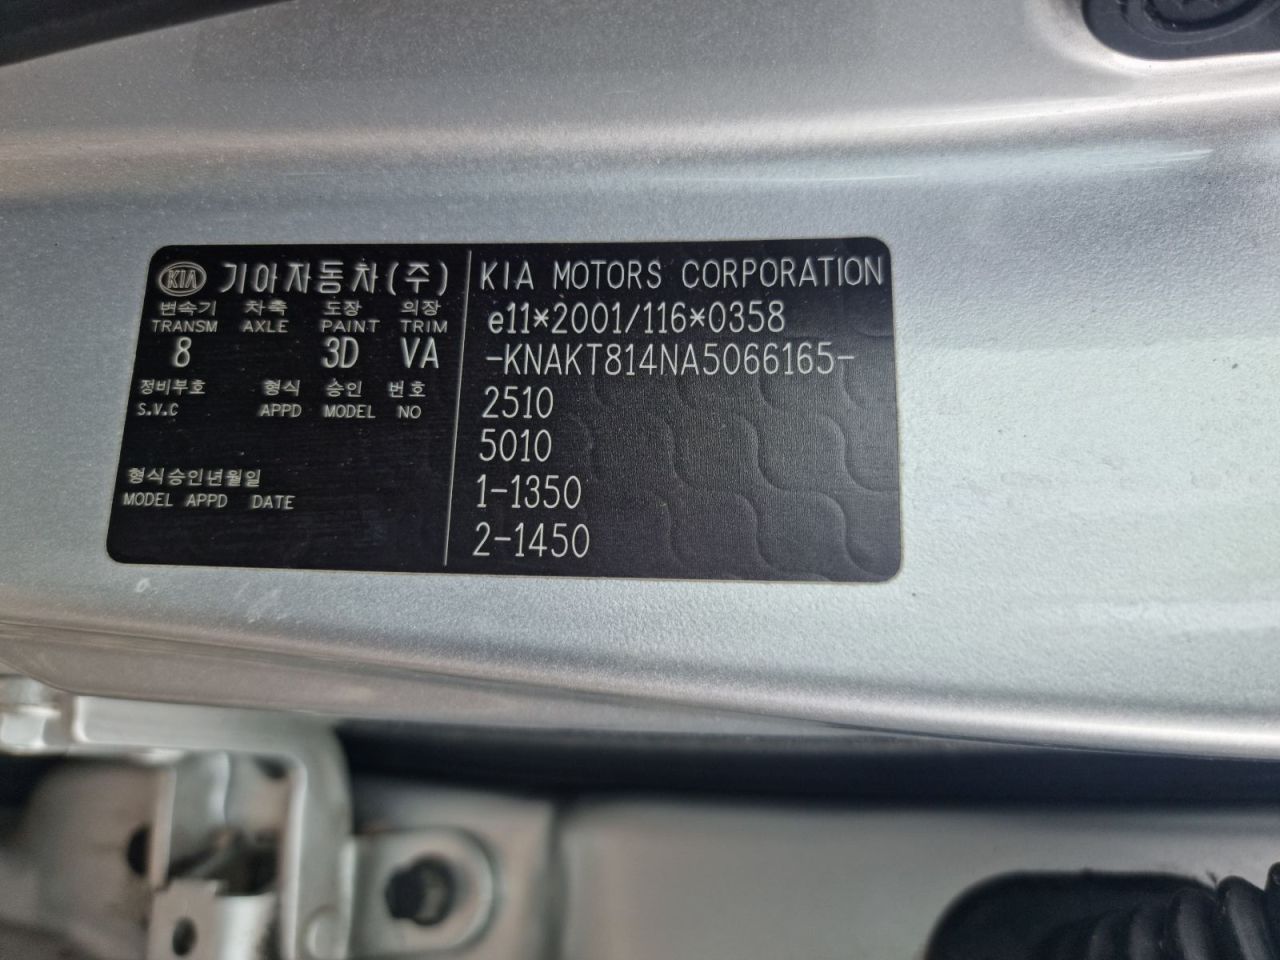 KIA 기아자동차(주)
변속기 차축 도장 의장
TRANSM AXLE PAINT TRIM
8 3D VA
정비부호 형식 승인 번호
S.V.C APPD MODEL NO
형식승인년월일
MODEL APPD DATE
KIA MOTORS CORPORATION
e11*2001/116*0358
-KNAKT814NA5066165-
2510
5010
1-1350
2-1450